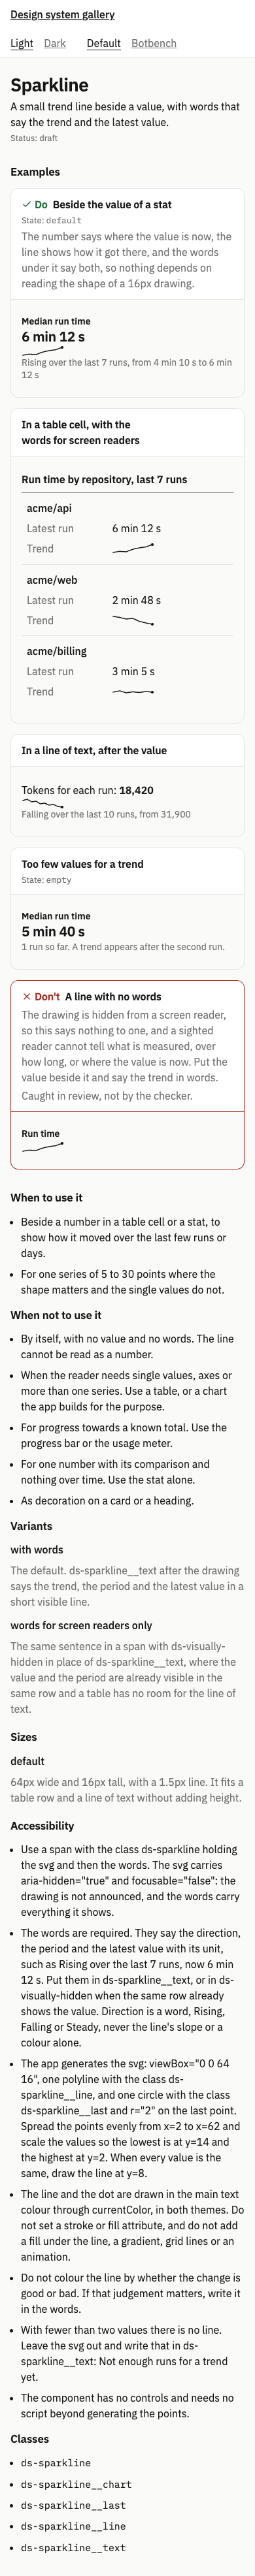 Design system gallery
Light Dark Default Botbench
Sparkline
A small trend line beside a value, with words that
say the trend and the latest value.
Status: draft
Examples
✓ Do Beside the value of a stat
State: default
The number says where the value is now, the
line shows how it got there, and the words
under it say both, so nothing depends on
reading the shape of a 16px drawing.
Median run time
6 min 12 s
Rising over the last 7 runs, from 4 min 10 s to 6 min
12 s
In a table cell, with the
words for screen readers
Run time by repository, last 7 runs
acme/api
Latest run 6 min 12 s
Trend
acme/web
Latest run 2 min 48 s
Trend
acme/billing
Latest run 3 min 5 s
Trend
In a line of text, after the value
Tokens for each run: 18,420
Falling over the last 10 runs, from 31,900
Too few values for a trend
State: empty
Median run time
5 min 40 s
1 run so far. A trend appears after the second run.
✕ Don't A line with no words
The drawing is hidden from a screen reader,
so this says nothing to one, and a sighted
reader cannot tell what is measured, over
how long, or where the value is now. Put the
value beside it and say the trend in words.
Caught in review, not by the checker.
Run time
When to use it
• Beside a number in a table cell or a stat, to
show how it moved over the last few runs or
days.
• For one series of 5 to 30 points where the
shape matters and the single values do not.
When not to use it
• By itself, with no value and no words. The line
cannot be read as a number.
• When the reader needs single values, axes or
more than one series. Use a table, or a chart
the app builds for the purpose.
• For progress towards a known total. Use the
progress bar or the usage meter.
• For one number with its comparison and
nothing over time. Use the stat alone.
• As decoration on a card or a heading.
Variants
with words
The default. ds-sparkline__text after the drawing
says the trend, the period and the latest value in a
short visible line.
words for screen readers only
The same sentence in a span with ds-visually-
hidden in place of ds-sparkline__text, where the
value and the period are already visible in the
same row and a table has no room for the line of
text.
Sizes
default
64px wide and 16px tall, with a 1.5px line. It fits a
table row and a line of text without adding height.
Accessibility
• Use a span with the class ds-sparkline holding
the svg and then the words. The svg carries
aria-hidden="true" and focusable="false": the
drawing is not announced, and the words carry
everything it shows.
• The words are required. They say the direction,
the period and the latest value with its unit,
such as Rising over the last 7 runs, now 6 min
12 s. Put them in ds-sparkline__text, or in ds-
visually-hidden when the same row already
shows the value. Direction is a word, Rising,
Falling or Steady, never the line's slope or a
colour alone.
• The app generates the svg: viewBox="0 0 64
16", one polyline with the class ds-
sparkline__line, and one circle with the class
ds-sparkline__last and r="2" on the last point.
Spread the points evenly from x=2 to x=62 and
scale the values so the lowest is at y=14 and
the highest at y=2. When every value is the
same, draw the line at y=8.
• The line and the dot are drawn in the main text
colour through currentColor, in both themes. Do
not set a stroke or fill attribute, and do not add
a fill under the line, a gradient, grid lines or an
animation.
• Do not colour the line by whether the change is
good or bad. If that judgement matters, write it
in the words.
• With fewer than two values there is no line.
Leave the svg out and write that in ds-
sparkline__text: Not enough runs for a trend
yet.
• The component has no controls and needs no
script beyond generating the points.
Classes
• ds-sparkline
• ds-sparkline__chart
• ds-sparkline__last
• ds-sparkline__line
• ds-sparkline__text